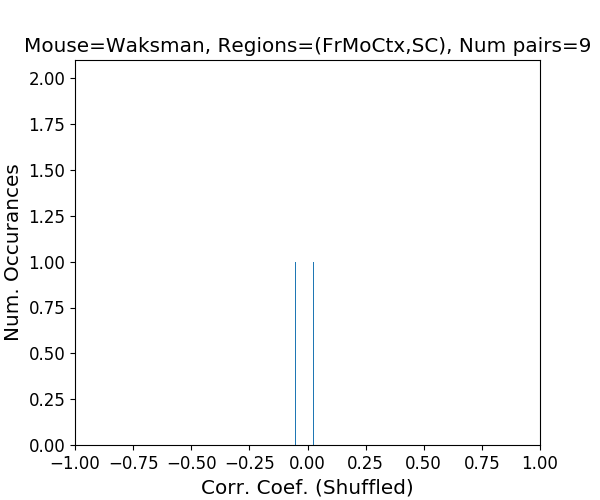 Mouse=Waksman, Regions=(FrMoCtx,SC), Num pairs=9
2.00
1.75
1.50
1.25
1.00
0.75
0.50
0.25
0.00
Num. Occurances
−1.00 −0.75 −0.50 −0.25 0.00 0.25 0.50 0.75 1.00
Corr. Coef. (Shuffled)